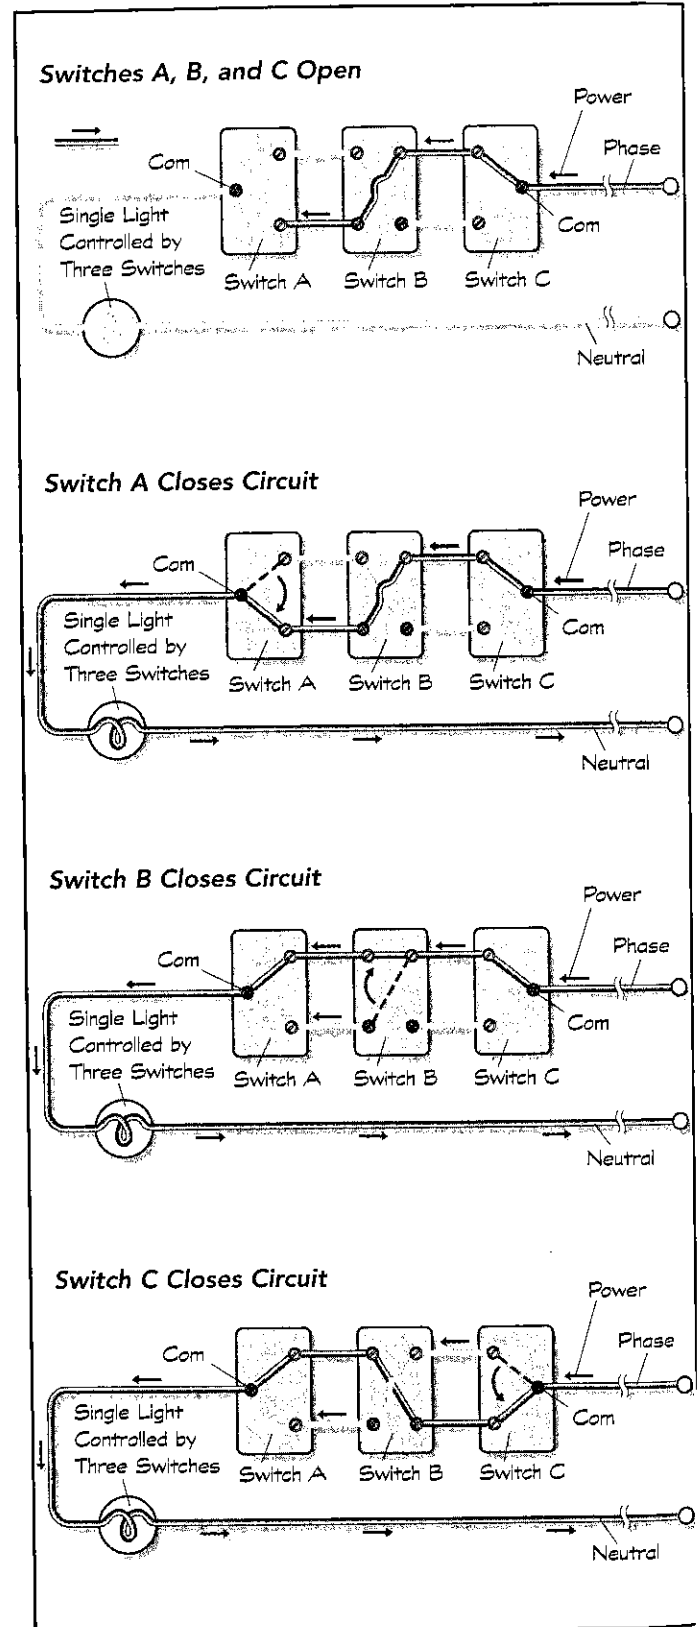 Switches A, B, and C Open
Power
Phase
Com
Com
Single Light
Controlled by
Three Switches
Switch A
Switch B
Switch C
Neutral
Switch A Closes Circuit
Power
Phase
Com
Com
Single Light
Controlled by
Three Switches
Switch A
Switch B
Switch C
Neutral
Switch B Closes Circuit
Power
Phase
Com
Com
Single Light
Controlled by
Three Switches
Switch A
Switch B
Switch C
Neutral
Switch C Closes Circuit
Power
Phase
Com
Com
Single Light
Controlled by
Three Switches
Switch A
Switch B
Switch C
Neutral